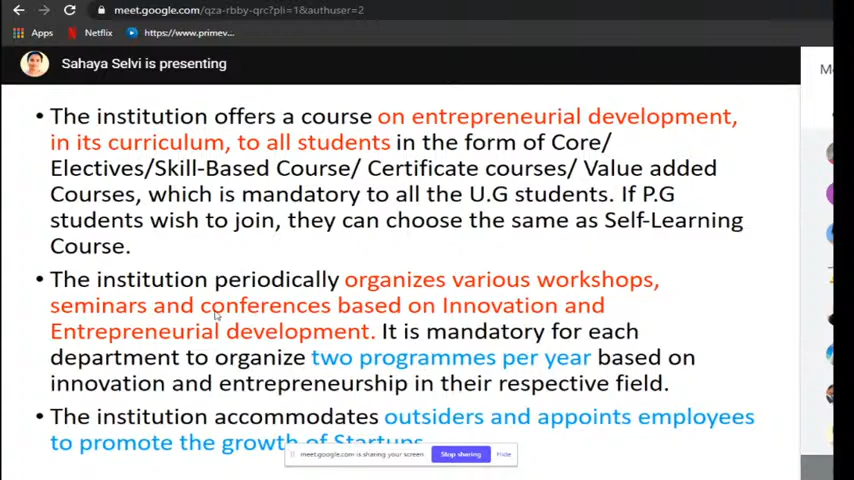 meet.google.com/qza-rbby-qrc?pli=1&authuser=2
Apps Netflix https://www.primev...
Sahaya Selvi is presenting
• The institution offers a course on entrepreneurial development,
in its curriculum, to all students in the form of Core/
Electives/Skill-Based Course/ Certificate courses/ Value added
Courses, which is mandatory to all the U.G students. If P.G
students wish to join, they can choose the same as Self-Learning
Course.
• The institution periodically organizes various workshops,
seminars and conferences based on Innovation and
Entrepreneurial development. It is mandatory for each
department to organize two programmes per year based on
innovation and entrepreneurship in their respective field.
• The institution accommodates outsiders and appoints employees
to promote the growth of Startups.
meet.google.com is sharing your screen. Stop sharing Hide